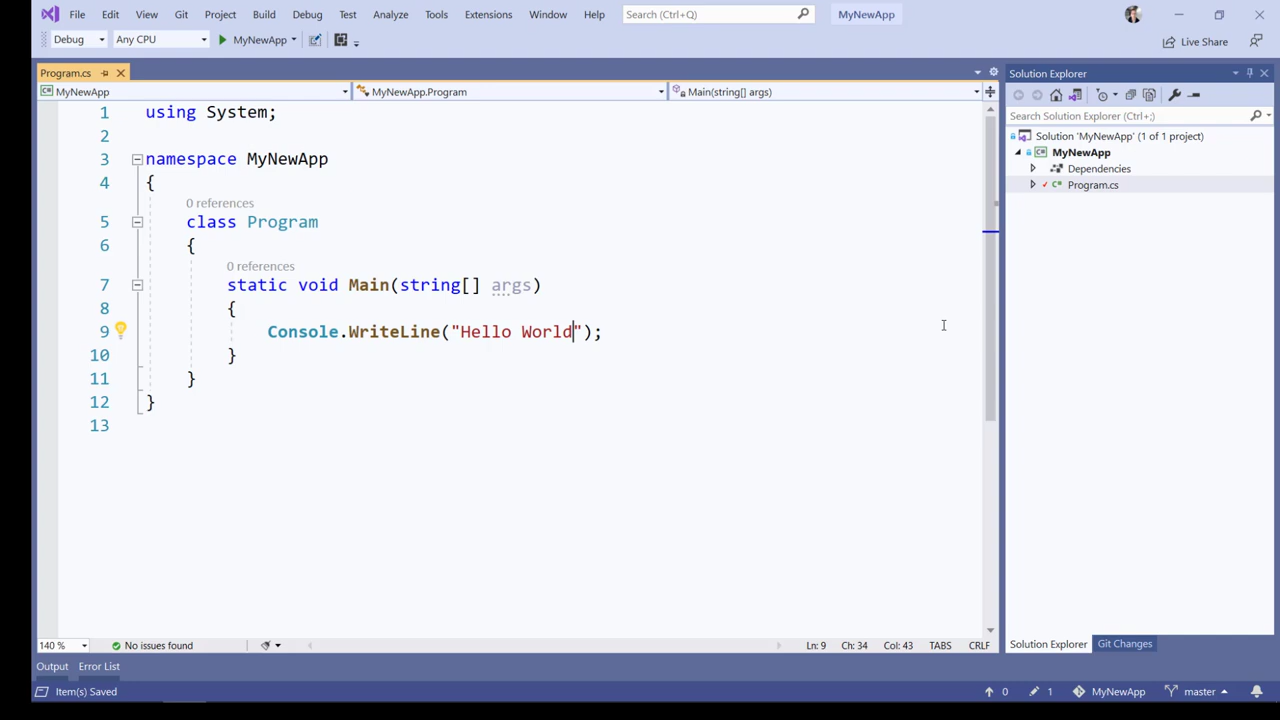 File Edit View Git Project Build Debug Test Analyze Tools Extensions Window Help Search (Ctrl+Q) MyNewApp
Debug Any CPU MyNewApp Live Share
Program.cs
MyNewApp MyNewApp.Program Main(string[] args)
1 using System;
2
3 namespace MyNewApp
4 {
0 references
5 class Program
6 {
0 references
7 static void Main(string[] args)
8 {
9 Console.WriteLine("Hello World");
10 }
11 }
12 }
13
140 % No issues found Ln: 9 Ch: 34 Col: 43 TABS CRLF
Solution Explorer
Search Solution Explorer (Ctrl+;)
Solution 'MyNewApp' (1 of 1 project)
MyNewApp
Dependencies
Program.cs
Solution Explorer Git Changes
Output Error List
Item(s) Saved 0 1 MyNewApp master